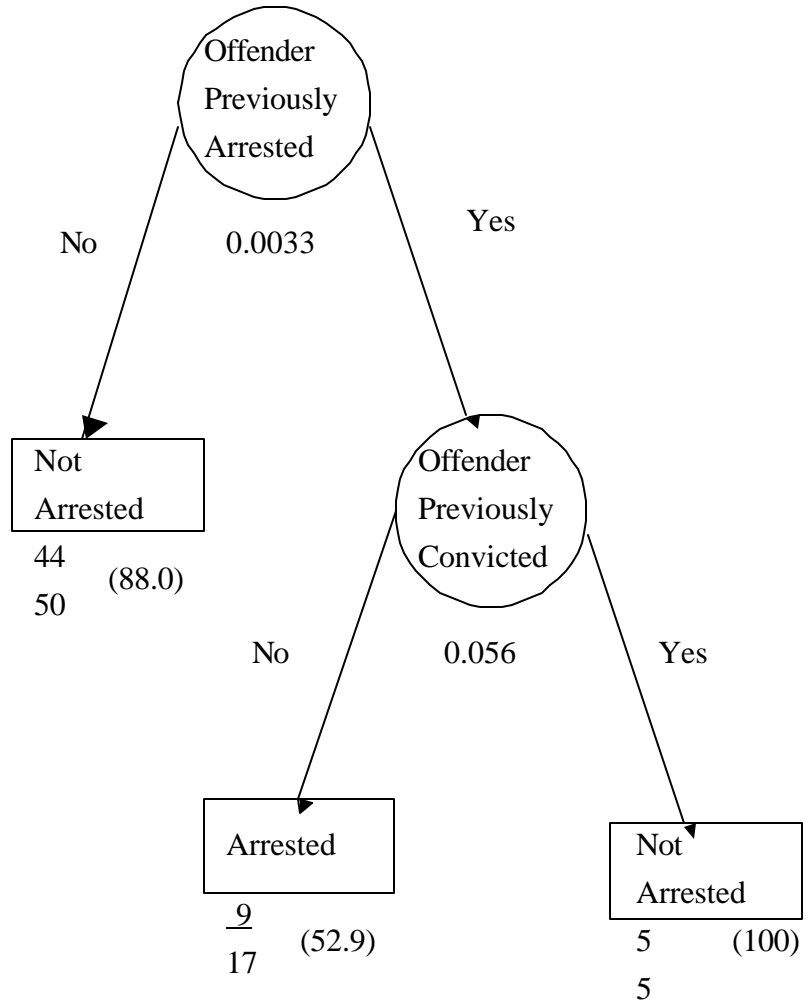 Offender
Previously
Arrested
No
0.0033
Yes
Not
Arrested
44
50
(88.0)
Offender
Previously
Convicted
No
0.056
Yes
Arrested
9
17
(52.9)
Not
Arrested
5
5
(100)